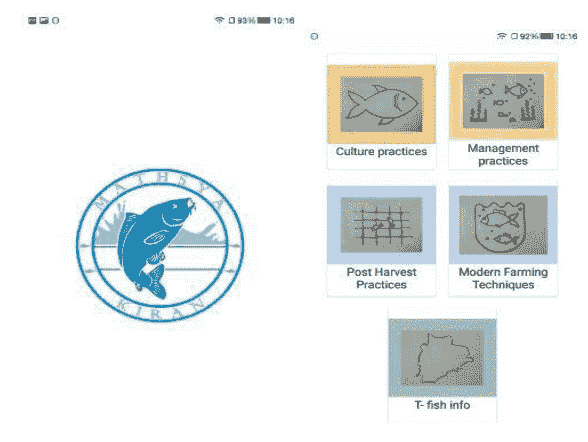 93% 10:16
MATHSYA
KIRAN
92% 10:16
Culture practices
Management
practices
Post Harvest
Practices
Modern Farming
Techniques
T- fish info